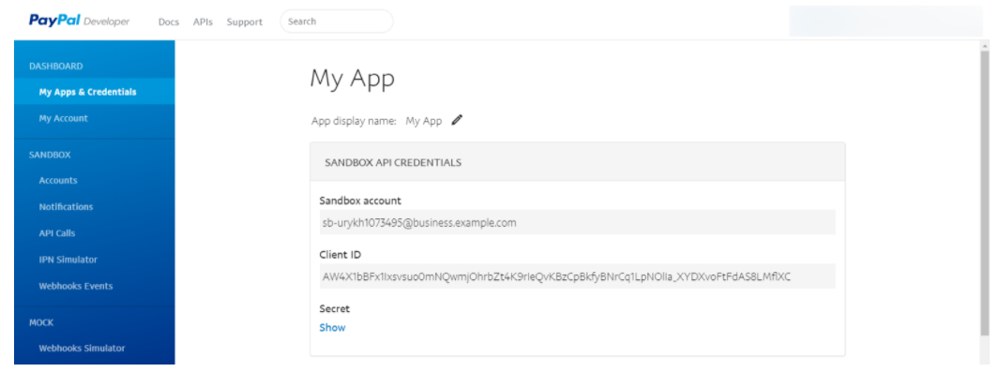 PayPal Developer Docs APIs Support Search
DASHBOARD
My Apps & Credentials
My Account
SANDBOX
Accounts
Notifications
API Calls
IPN Simulator
Webhooks Events
MOCK
Webhooks Simulator
My App
App display name: My App
SANDBOX API CREDENTIALS
Sandbox account
sb-urykh1073495@business.example.com
Client ID
AW4X1bBFx1Ixsvsuo0mNQwmjOhrbZt4K9rIeQvKBzCpBkfyBNrCq1LpNOlIa_XYDXvoFtFdAS8LMflXC
Secret
Show